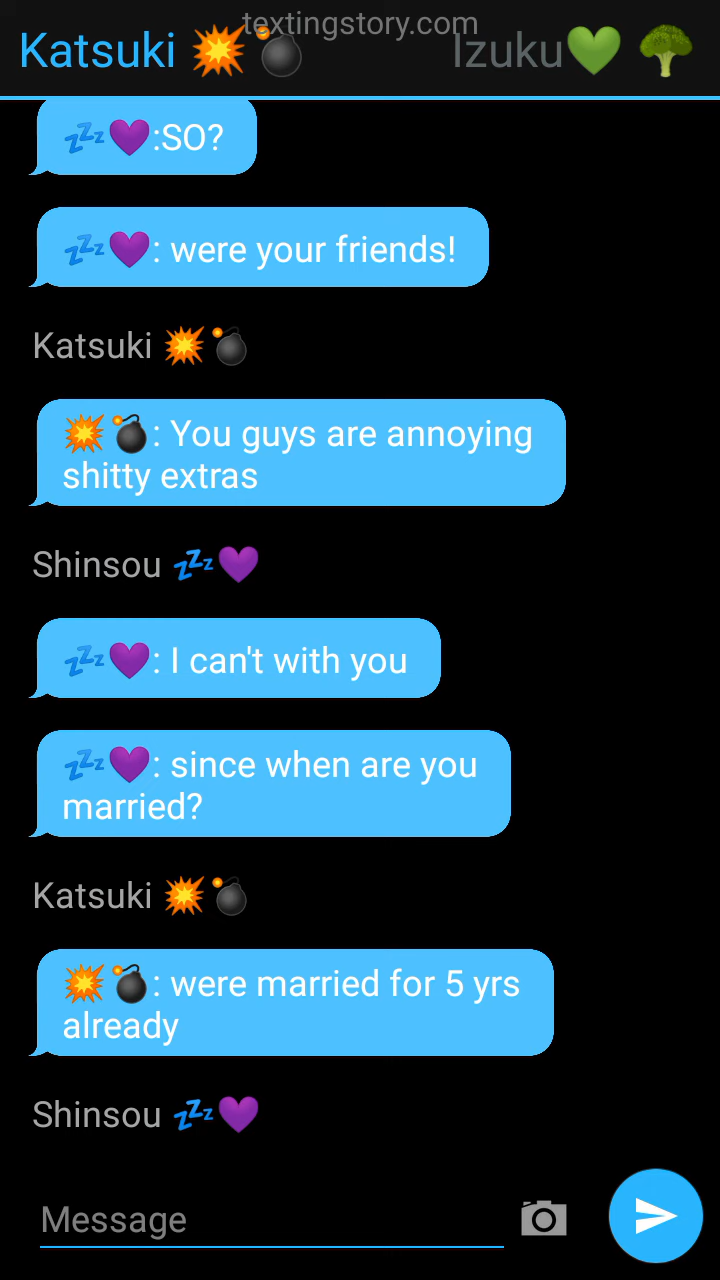 textingstory.com
Katsuki 💥💣 Izuku💚 🥦
💤💜:SO?
💤💜: were your friends!
Katsuki 💥💣
💥💣: You guys are annoying
shitty extras
Shinsou 💤💜
💤💜: I can't with you
💤💜: since when are you
married?
Katsuki 💥💣
💥💣: were married for 5 yrs
already
Shinsou 💤💜
Message